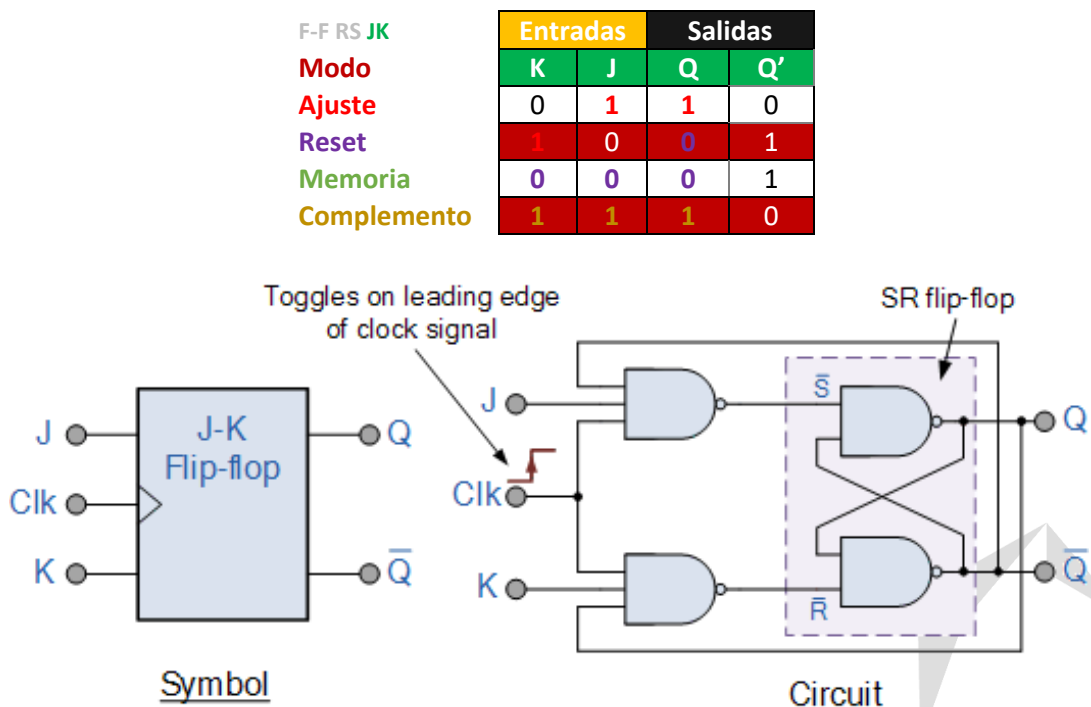 F-F RS JK Entradas Salidas
Modo K J Q Q’
Ajuste 0 1 1 0
Reset 1 0 0 1
Memoria 0 0 0 1
Complemento 1 1 1 0
Toggles on leading edge
of clock signal
SR flip-flop
J
Clk
K
J-K
Flip-flop
Q
Q̅
Symbol
J
Clk
K
S̅
R̅
Q
Q̅
Circuit